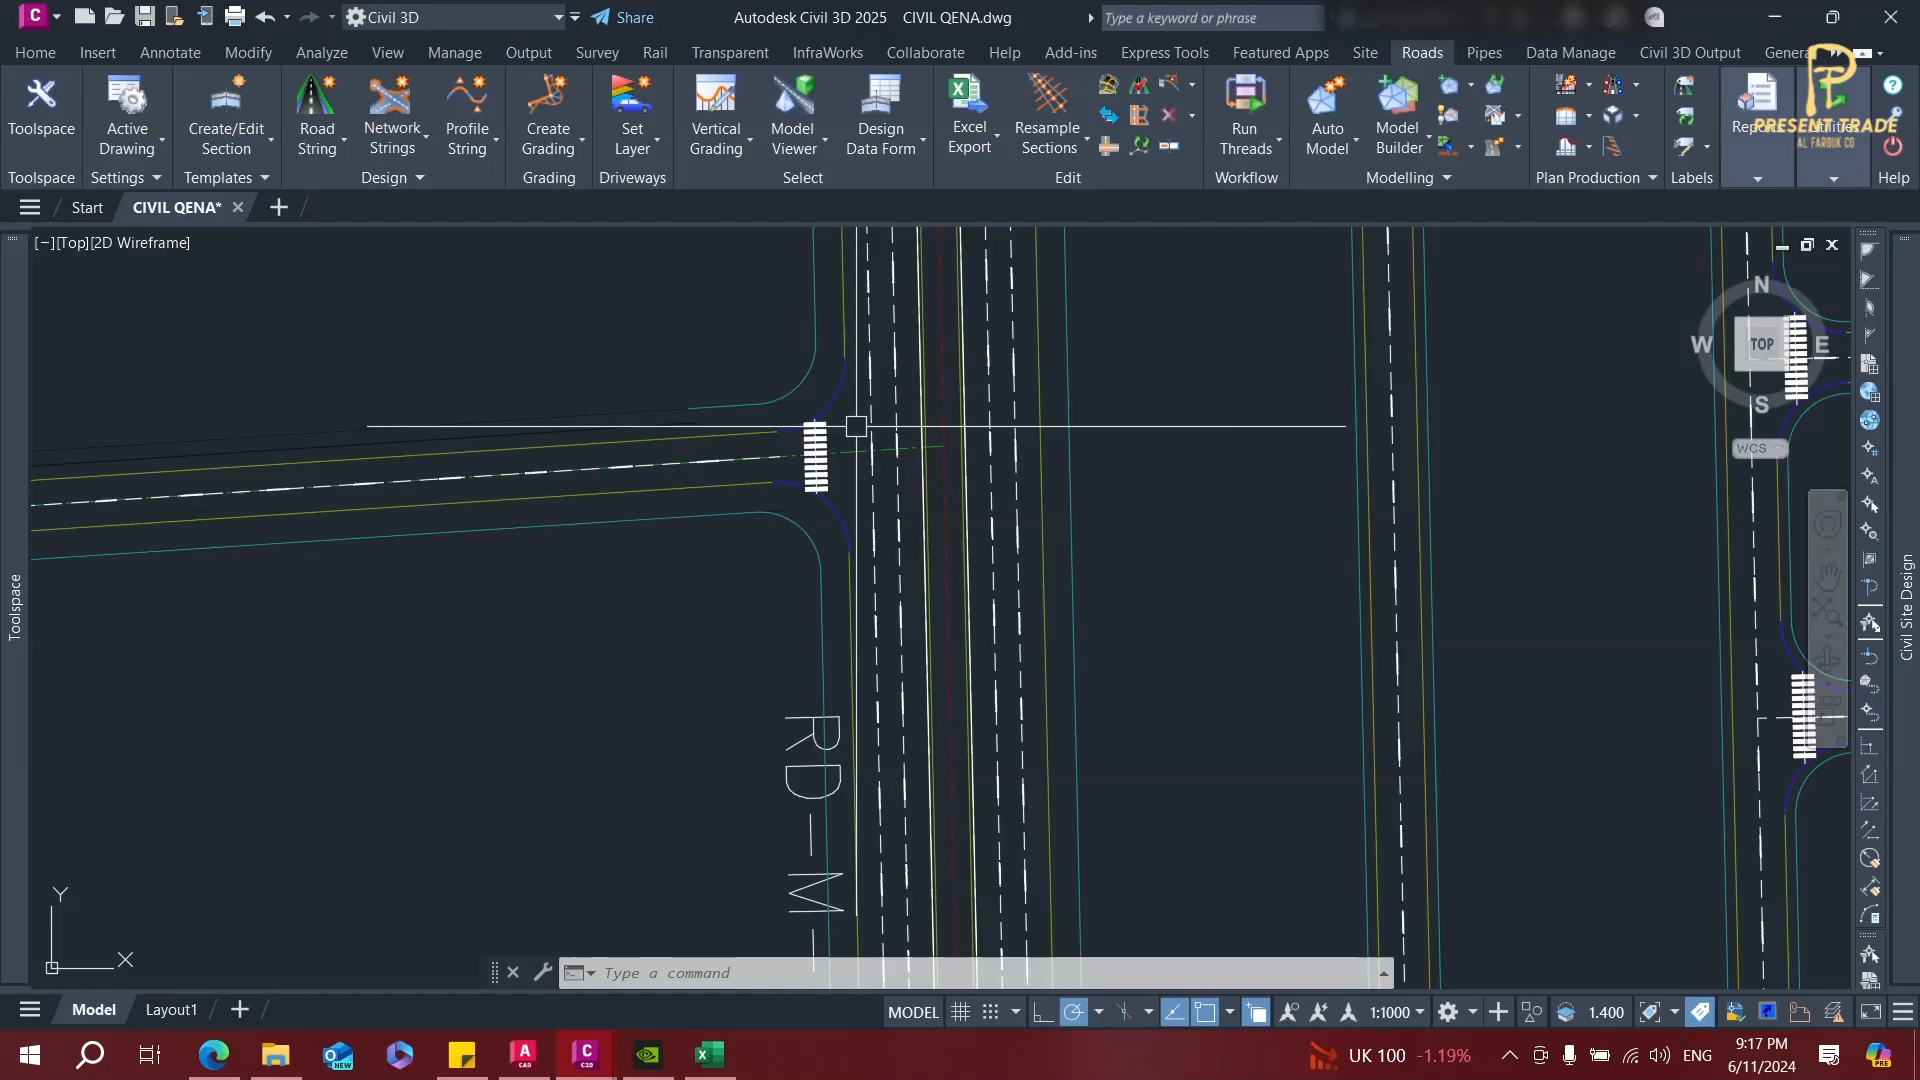 Civil 3D
Share
Autodesk Civil 3D 2025 CIVIL QENA.dwg
Type a keyword or phrase
Home Insert Annotate Modify Analyze View Manage Output Survey Rail Transparent InfraWorks Collaborate Help Add-ins Express Tools Featured Apps Site Roads Pipes Data Management Civil 3D Output
Toolspace
Active Drawing
Create/Edit Section
Road String
Network Strings
Profile String
Create Grading
Set Layer
Vertical Grading
Model Viewer
Design Data Form
Excel Export
Resample Sections
Run Threads
Auto Model
Model Builder
Reports
Utilities
PRESENT TRADE
AL FAROUK CO
Toolspace Settings Templates Design Grading Driveways Select Edit Workflow Modelling Plan Production Labels Help
Start CIVIL QENA*
[−][Top][2D Wireframe]
N
W TOP E
S
WCS
Toolspace
Civil Site Design
RD-M-
Y
X
Type a command
Model Layout1
MODEL 1:1000 1.400
UK 100 -1.19%
ENG
9:17 PM
6/11/2024